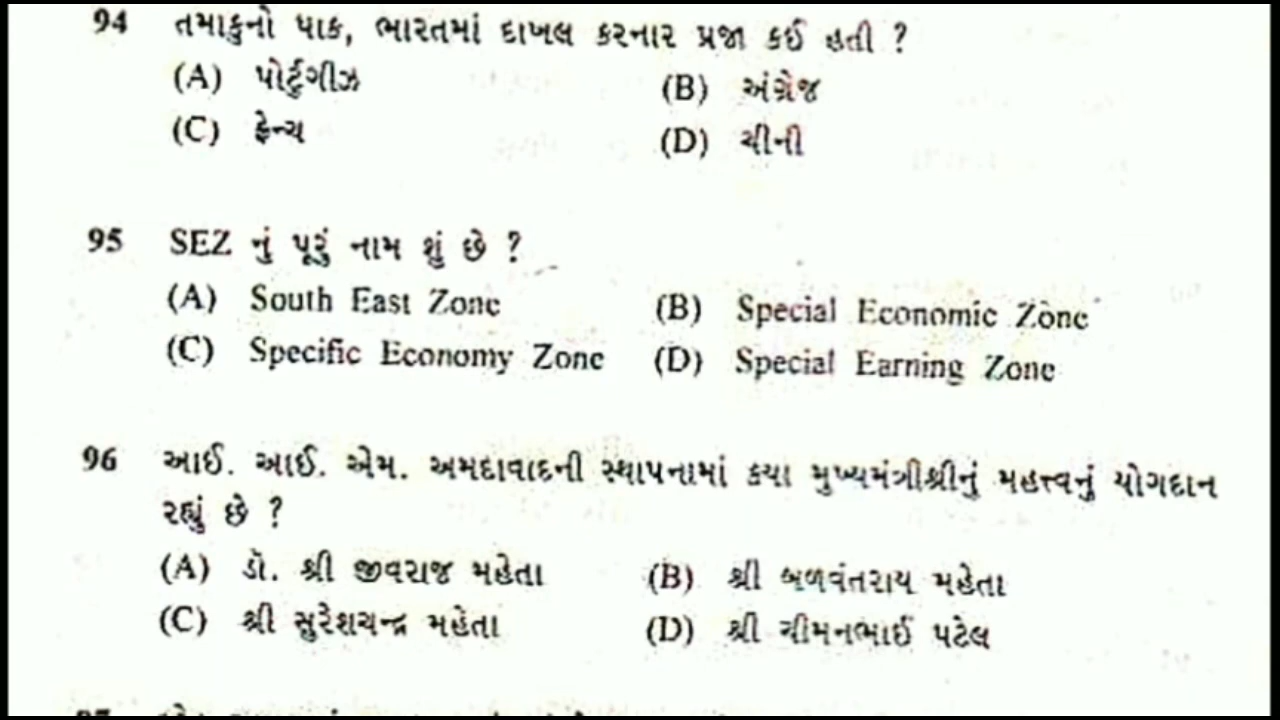 94 તમાકુનો પાક, ભારતમાં દાખલ કરનાર પ્રજા કઈ હતી ?
(A) પોર્ટુગીઝ (B) અંગ્રેજ
(C) ફ્રેન્ચ (D) ચીની
95 SEZ નું પૂરું નામ શું છે ?
(A) South East Zone (B) Special Economic Zone
(C) Specific Economy Zone (D) Special Earning Zone
96 આઈ. આઈ. એમ. અમદાવાદની સ્થાપનામાં કયા મુખ્યમંત્રીશ્રીનું મહત્ત્વનું યોગદાન
રહ્યું છે ?
(A) ડૉ. શ્રી જીવરાજ મહેતા (B) શ્રી બળવંતરાય મહેતા
(C) શ્રી સુરેશચન્દ્ર મહેતા (D) શ્રી ચીમનભાઈ પટેલ